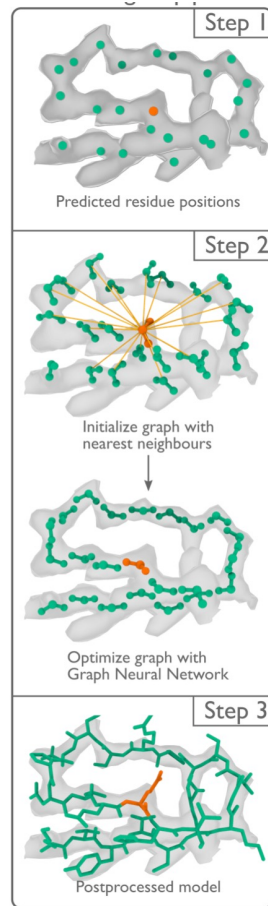 Step 1
Predicted residue positions
Step 2
Initialize graph with
nearest neighbours
Optimize graph with
Graph Neural Network
Step 3
Postprocessed model